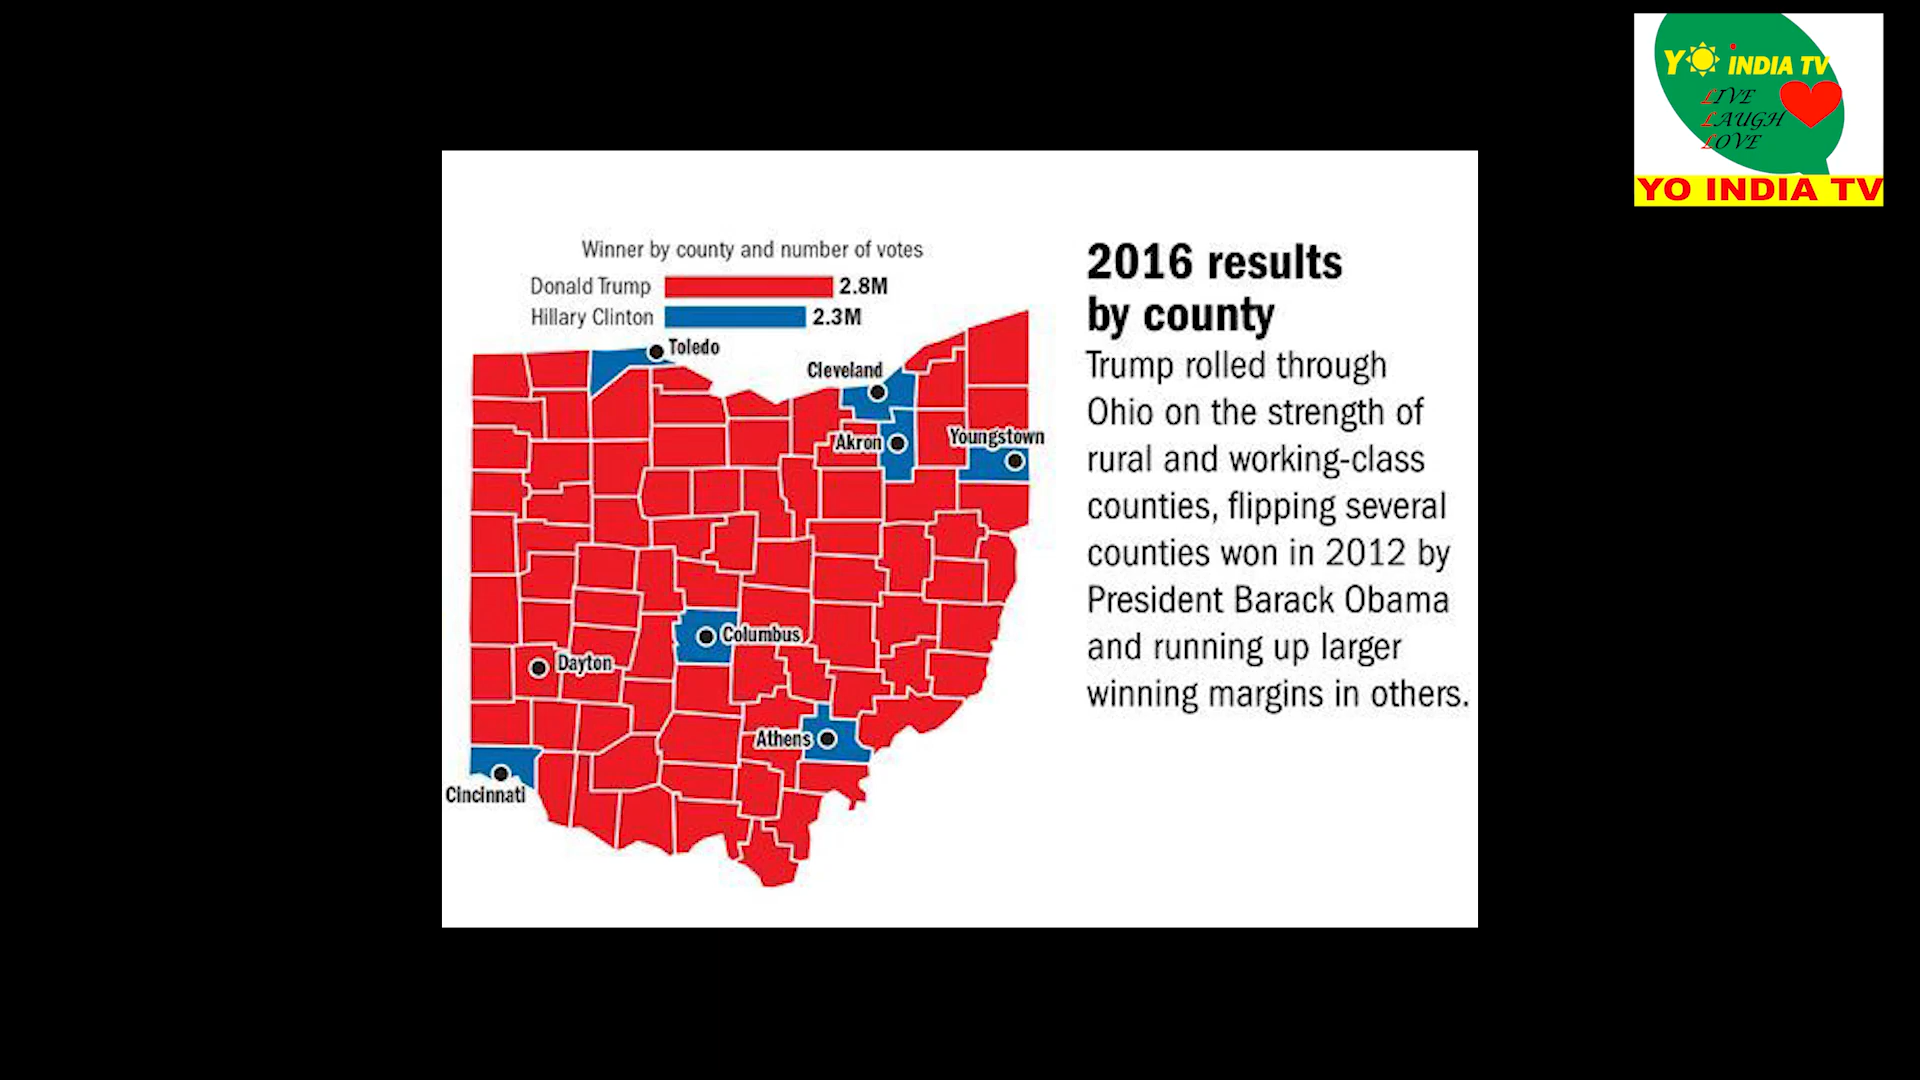 YO INDIA TV
LIVE
LAUGH
LOVE
YO INDIA TV
Winner by county and number of votes
Donald Trump 2.8M
Hillary Clinton 2.3M
Toledo
Cleveland
Akron
Youngstown
Columbus
Dayton
Athens
Cincinnati
2016 results
by county
Trump rolled through
Ohio on the strength of
rural and working-class
counties, flipping several
counties won in 2012 by
President Barack Obama
and running up larger
winning margins in others.